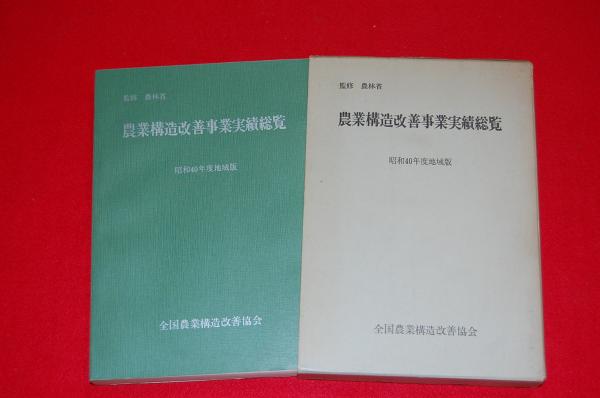 監修 農林省
農業構造改善事業実績総覧
昭和40年度地域版
全国農業構造改善協会
監修 農林省
農業構造改善事業実績総覧
昭和40年度地域版
全国農業構造改善協会